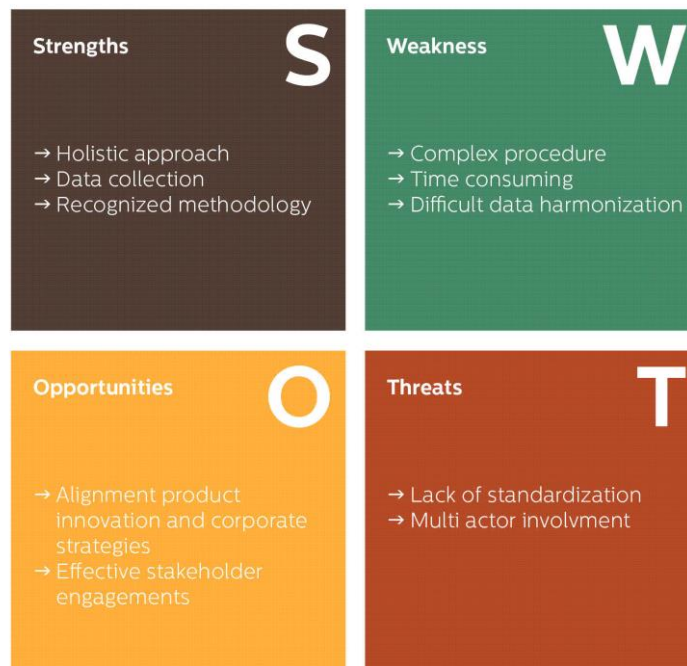 Strengths
S
→ Holistic approach
→ Data collection
→ Recognized methodology
Weakness
W
→ Complex procedure
→ Time consuming
→ Difficult data harmonization
Opportunities
O
→ Alignment product
innovation and corporate
strategies
→ Effective stakeholder
engagements
Threats
T
→ Lack of standardization
→ Multi actor involvment